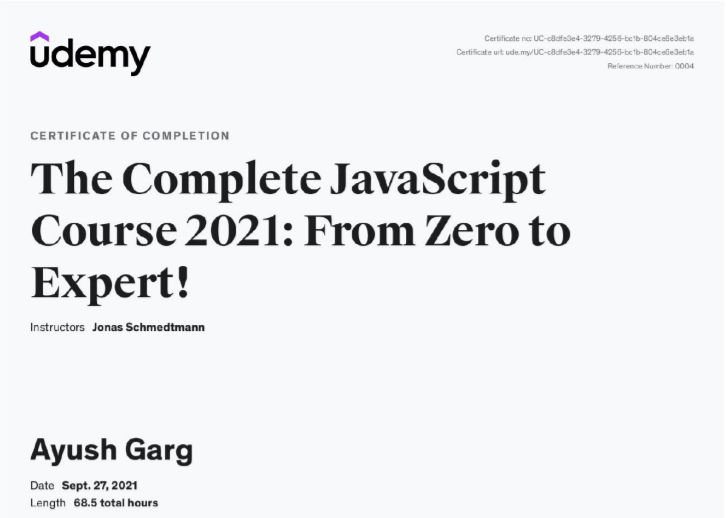 udemy
Certificate no: UC-c8dfa3e4-3279-4256-bc1b-804ce6e3eb1a
Certificate url: ude.my/UC-c8dfa3e4-3279-4256-bc1b-804ce6e3eb1a
Reference Number: 0004
CERTIFICATE OF COMPLETION
The Complete JavaScript
Course 2021: From Zero to
Expert!
Instructors Jonas Schmedtmann
Ayush Garg
Date Sept. 27, 2021
Length 68.5 total hours